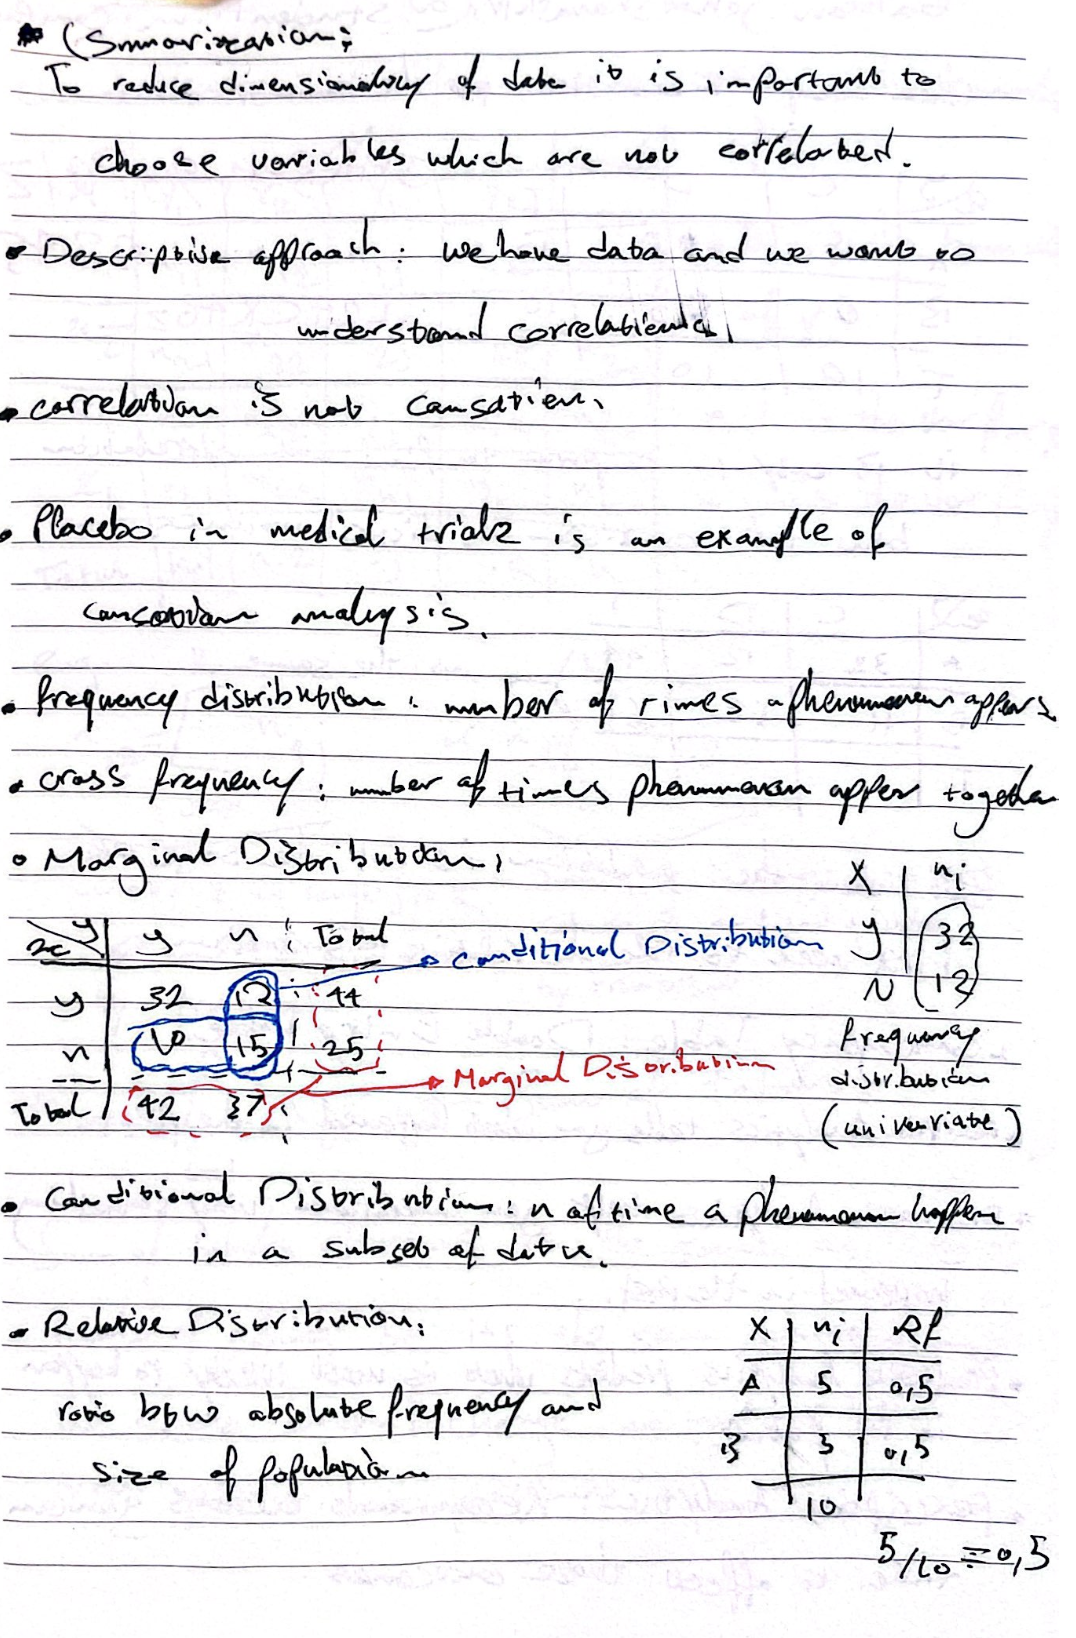 (Summarization:
To reduce dimensionality of data it is important to
choose variables which are not correlated.
• Descriptive approach: we have data and we want to
understand correlation
• correlation is not causation.
• Placebo in medical trials is an example of
causation analysis.
• frequency distribution: number of times a phenomenon appears
• cross frequency: number of times phenomenon apper together
• Marginal Distribution:
X | ni
y | 32
N | 12
frequency
distribution
(univariate)
x y | y n Total
y 32 12 44
n 10 15 25
Total 42 37
Conditional Distribution
Marginal Distribution
• Conditional Distribution: n of time a phenomenon happen
in a subset of data.
• Relative Distribution:
ratio btw absolute frequency and
size of population
X | ni | Rf
A | 5 | 0,5
B | 5 | 0,5
10
5/10 = 0,5